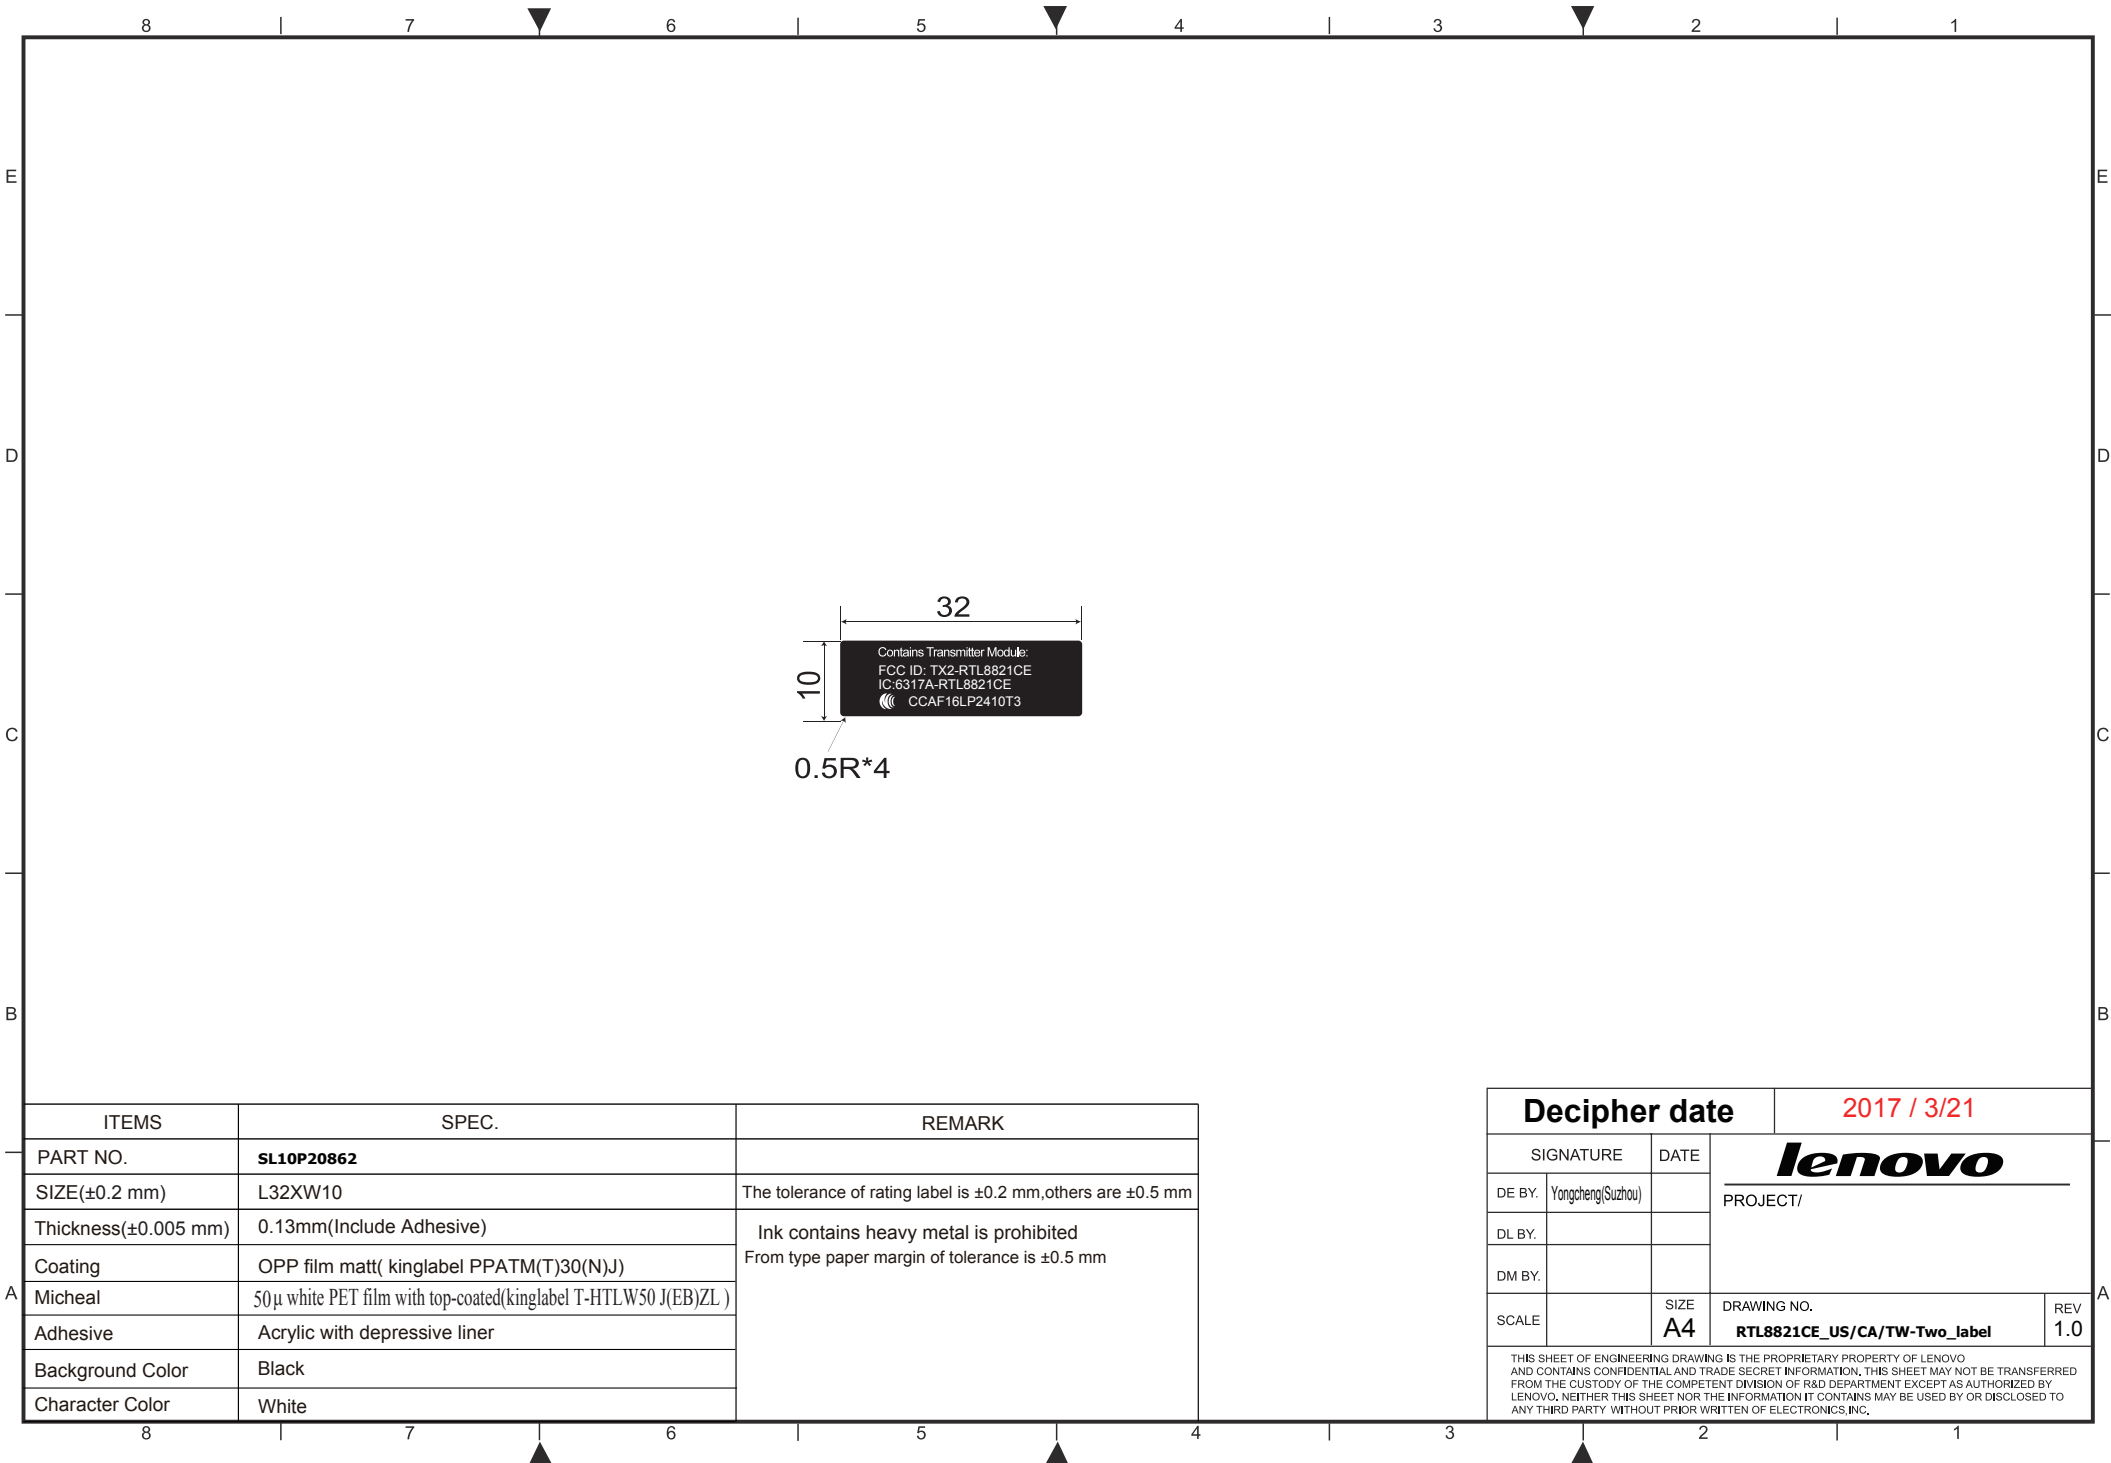 8 7 6 5 4 3 2 1
E E
D D
32
10
Contains Transmitter Module:
FCC ID: TX2-RTL8821CE
IC:6317A-RTL8821CE
CCAF16LP2410T3
0.5R*4
C C
B B
ITEMS SPEC. REMARK
PART NO. SL10P20862
SIZE(±0.2 mm) L32XW10 The tolerance of rating label is ±0.2 mm,others are ±0.5 mm
Thickness(±0.005 mm) 0.13mm(Include Adhesive) Ink contains heavy metal is prohibited
From type paper margin of tolerance is ±0.5 mm
Coating OPP film matt( kinglabel PPATM(T)30(N)J)
Micheal 50μ white PET film with top-coated(kinglabel T-HTLW50 J(EB)ZL )
Adhesive Acrylic with depressive liner
Background Color Black
Character Color White
A A
Decipher date 2017 / 3/21
SIGNATURE DATE lenovo
DE BY. Yongcheng(Suzhou) PROJECT/
DL BY.
DM BY.
SCALE SIZE A4 DRAWING NO. RTL8821CE_US/CA/TW-Two_label REV 1.0
THIS SHEET OF ENGINEERING DRAWING IS THE PROPRIETARY PROPERTY OF LENOVO
AND CONTAINS CONFIDENTIAL AND TRADE SECRET INFORMATION. THIS SHEET MAY NOT BE TRANSFERRED
FROM THE CUSTODY OF THE COMPETENT DIVISION OF R&D DEPARTMENT EXCEPT AS AUTHORIZED BY
LENOVO. NEITHER THIS SHEET NOR THE INFORMATION IT CONTAINS MAY BE USED BY OR DISCLOSED TO
ANY THIRD PARTY WITHOUT PRIOR WRITTEN OF ELECTRONICS,INC.
8 7 6 5 4 3 2 1